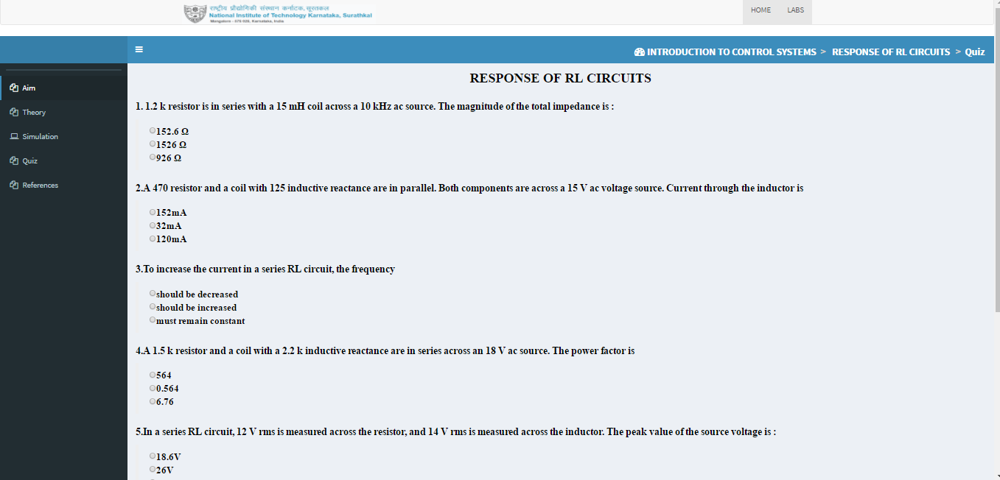 राष्ट्रीय प्रौद्योगिकी संस्थान कर्नाटक, सूरतकल
National Institute of Technology Karnataka, Surathkal
Mangalore - 575 025, Karnataka, India
HOME LABS
INTRODUCTION TO CONTROL SYSTEMS > RESPONSE OF RL CIRCUITS > Quiz
Aim
Theory
Simulation
Quiz
References
RESPONSE OF RL CIRCUITS
1. 1.2 k resistor is in series with a 15 mH coil across a 10 kHz ac source. The magnitude of the total impedance is :
152.6 Ω
1526 Ω
926 Ω
2.A 470 resistor and a coil with 125 inductive reactance are in parallel. Both components are across a 15 V ac voltage source. Current through the inductor is
152mA
32mA
120mA
3.To increase the current in a series RL circuit, the frequency
should be decreased
should be increased
must remain constant
4.A 1.5 k resistor and a coil with a 2.2 k inductive reactance are in series across an 18 V ac source. The power factor is
564
0.564
6.76
5.In a series RL circuit, 12 V rms is measured across the resistor, and 14 V rms is measured across the inductor. The peak value of the source voltage is :
18.6V
26V